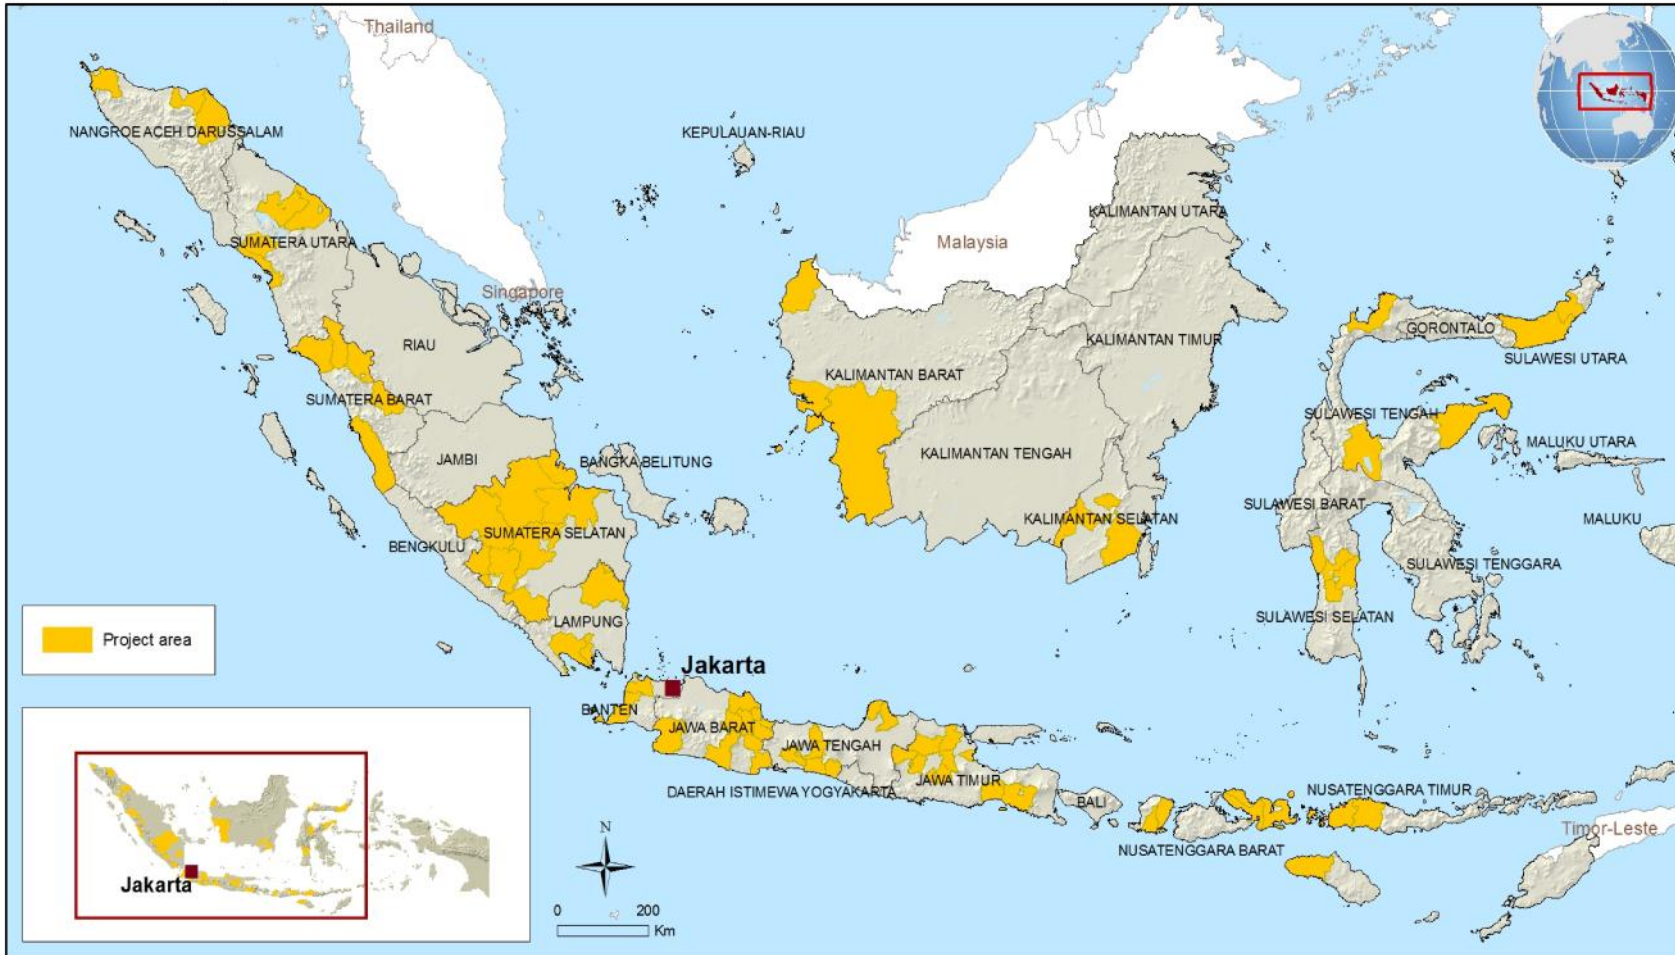 Thailand
NANGROE ACEH DARUSSALAM
KEPULAUAN-RIAU
KALIMANTAN UTARA
SUMATERA UTARA
Malaysia
Singapore
GORONTALO
RIAU
KALIMANTAN TIMUR
SULAWESI UTARA
KALIMANTAN BARAT
SUMATERA BARAT
SULAWESI TENGAH
MALUKU UTARA
JAMBI
BANGKA BELITUNG
KALIMANTAN TENGAH
SULAWESI BARAT
KALIMANTAN SELATAN
MALUKU
SUMATERA SELATAN
BENGKULU
SULAWESI TENGGARA
SULAWESI SELATAN
LAMPUNG
Project area
Jakarta
BANTEN
JAWA BARAT
JAWA TENGAH
JAWA TIMUR
DAERAH ISTIMEWA YOGYAKARTA
BALI
NUSATENGGARA TIMUR
Timor-Leste
NUSATENGGARA BARAT
Jakarta
N
0 200
Km